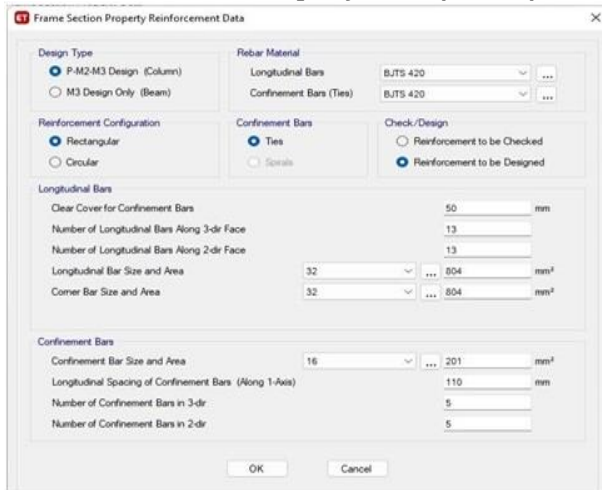 ET Frame Section Property Reinforcement Data
Design Type
P-M2-M3 Design (Column)
M3 Design Only (Beam)
Rebar Material
Longitudinal Bars BJTS 420 ...
Confinement Bars (Ties) BJTS 420 ...
Reinforcement Configuration
Rectangular
Circular
Confinement Bars
Ties
Spirals
Check/Design
Reinforcement to be Checked
Reinforcement to be Designed
Longitudinal Bars
Clear Cover for Confinement Bars 50 mm
Number of Longitudinal Bars Along 3-dir Face 13
Number of Longitudinal Bars Along 2-dir Face 13
Longitudinal Bar Size and Area 32 ... 804 mm²
Corner Bar Size and Area 32 ... 804 mm²
Confinement Bars
Confinement Bar Size and Area 16 ... 201 mm²
Longitudinal Spacing of Confinement Bars (Along 1-Axis) 110 mm
Number of Confinement Bars in 3-dir 5
Number of Confinement Bars in 2-dir 5
OK Cancel